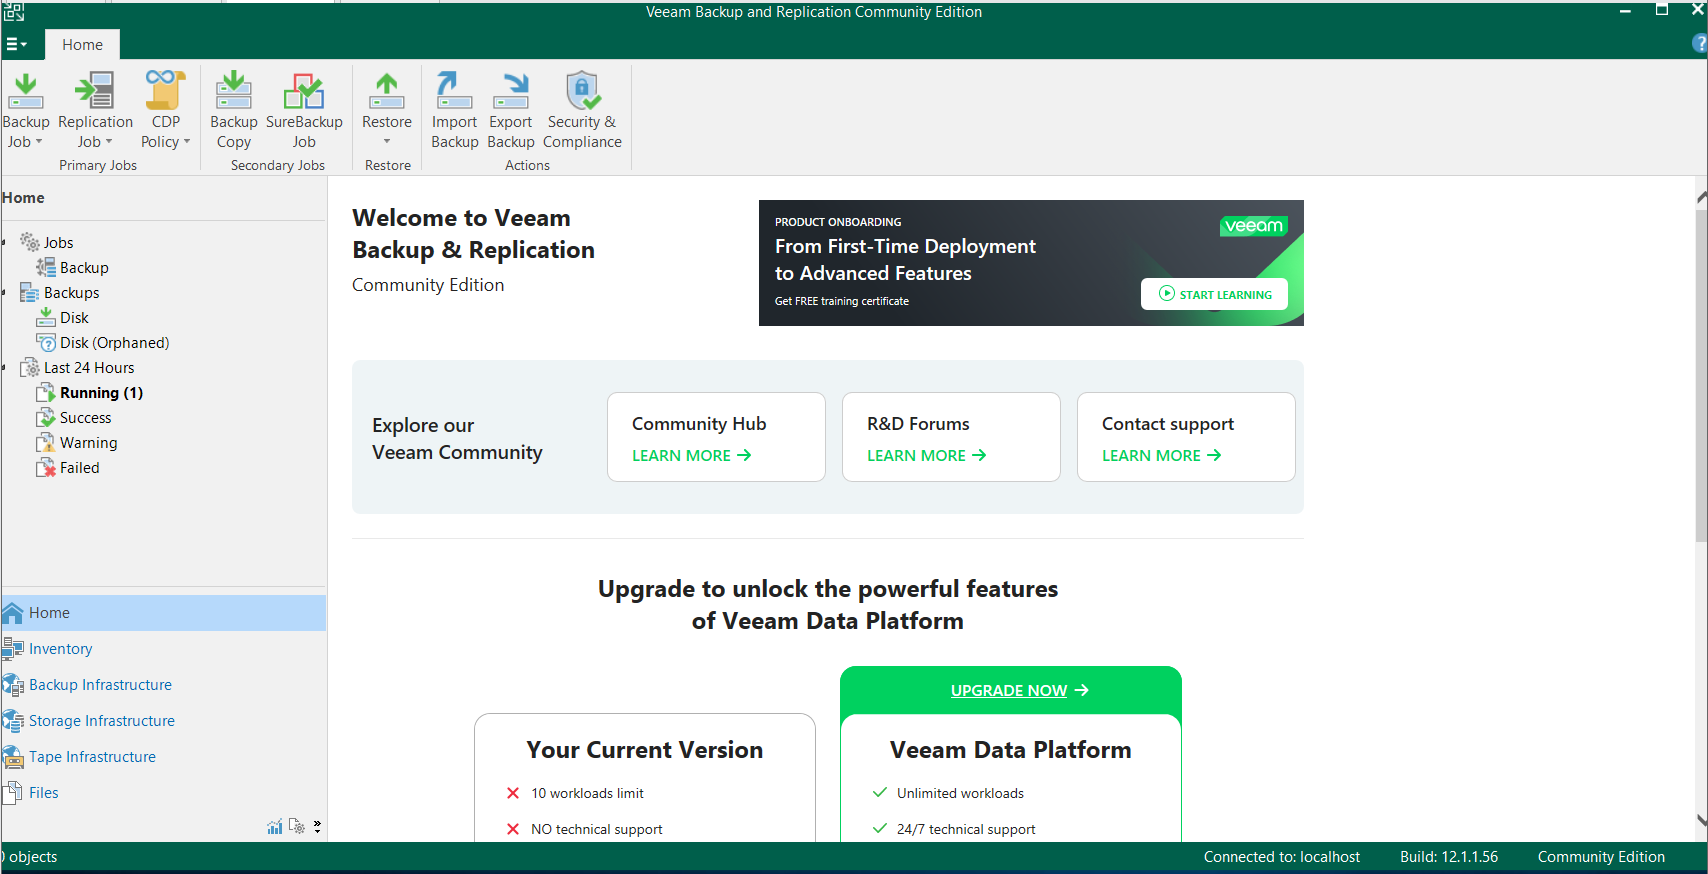 Veeam Backup and Replication Community Edition
Home
Backup Job
Replication Job
CDP Policy
Primary Jobs
Backup Copy
SureBackup Job
Secondary Jobs
Restore
Restore
Import Backup
Export Backup
Security & Compliance
Actions
Home
Jobs
Backup
Backups
Disk
Disk (Orphaned)
Last 24 Hours
Running (1)
Success
Warning
Failed
Home
Inventory
Backup Infrastructure
Storage Infrastructure
Tape Infrastructure
Files
Welcome to Veeam
Backup & Replication
Community Edition
PRODUCT ONBOARDING
From First-Time Deployment
to Advanced Features
Get FREE training certificate
veeam
START LEARNING
Explore our
Veeam Community
Community Hub
LEARN MORE
R&D Forums
LEARN MORE
Contact support
LEARN MORE
Upgrade to unlock the powerful features
of Veeam Data Platform
Your Current Version
10 workloads limit
NO technical support
UPGRADE NOW
Veeam Data Platform
Unlimited workloads
24/7 technical support
objects
Connected to: localhost
Build: 12.1.1.56
Community Edition